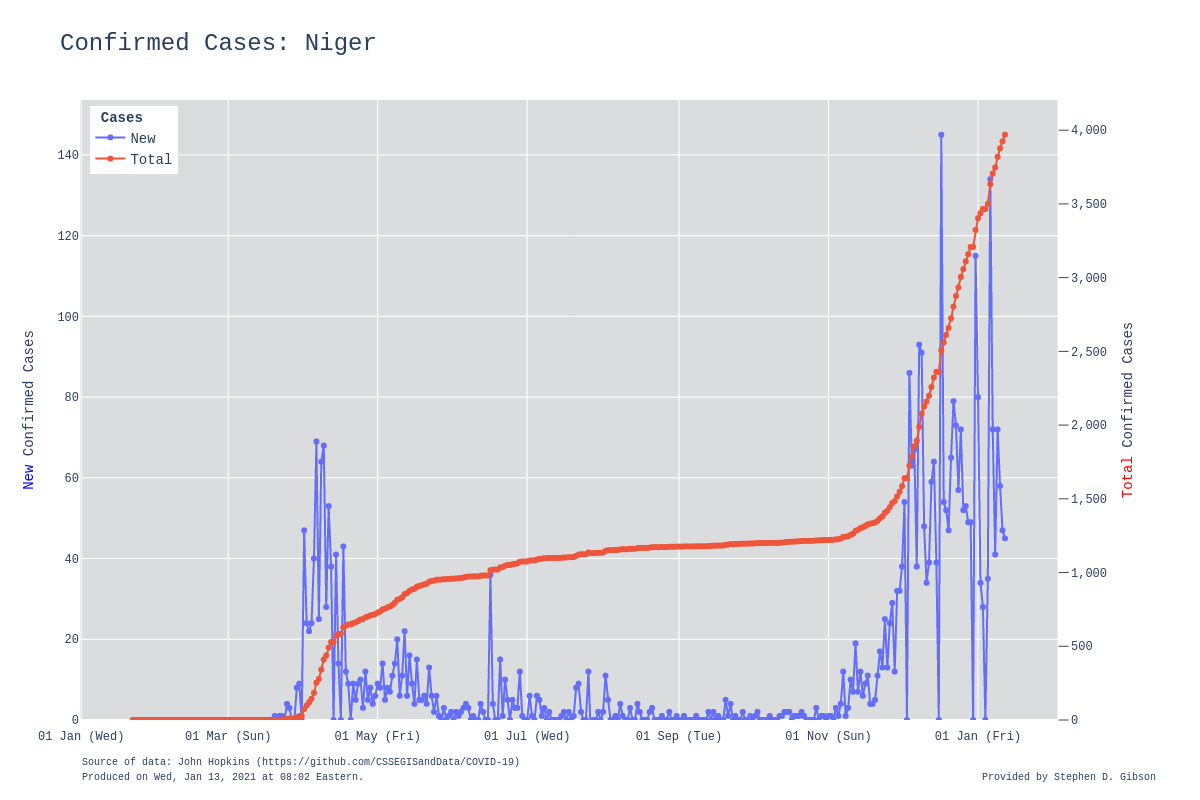 Confirmed Cases: Niger
Cases
New
Total
140
120
100
80
60
40
20
0
4,000
3,500
3,000
2,500
2,000
1,500
1,000
500
0
New Confirmed Cases
Total Confirmed Cases
01 Jan (Wed) 01 Mar (Sun) 01 May (Fri) 01 Jul (Wed) 01 Sep (Tue) 01 Nov (Sun) 01 Jan (Fri)
Source of data: John Hopkins (https://github.com/CSSEGISandData/COVID-19)
Produced on Wed, Jan 13, 2021 at 08:02 Eastern.
Provided by Stephen D. Gibson